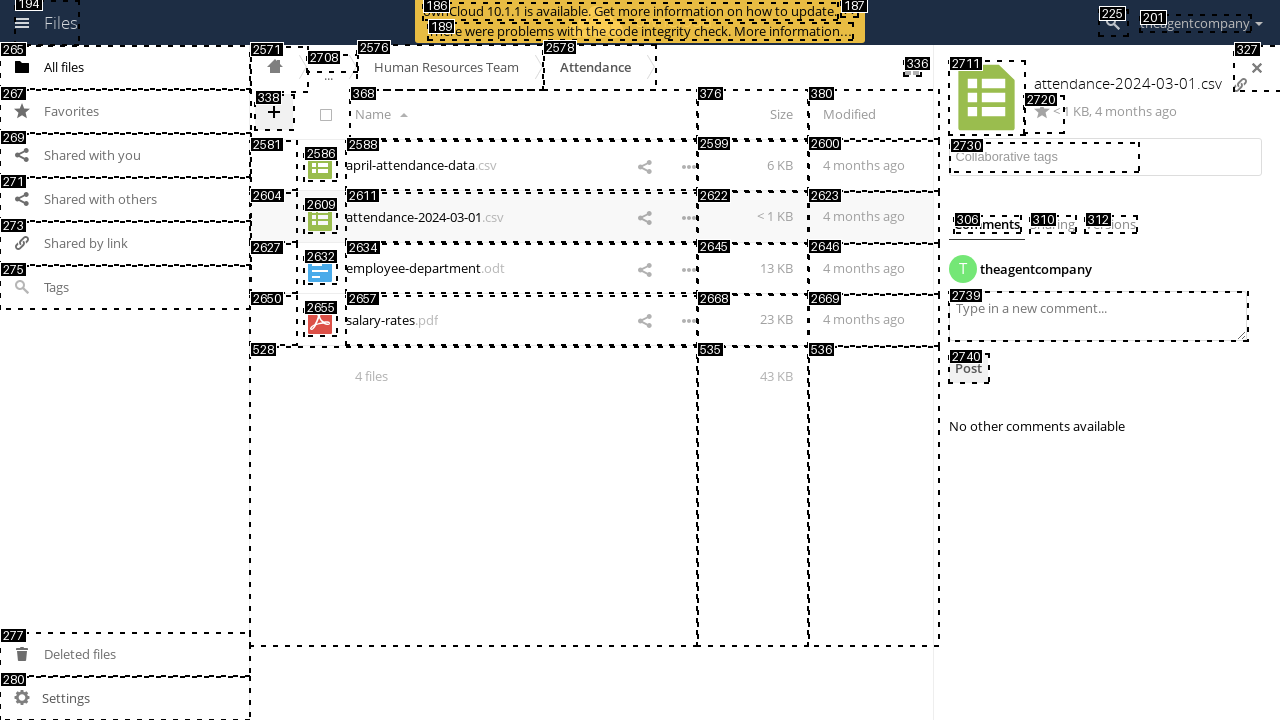 194
Files
186
ownCloud 10.1.1 is available. Get more information on how to update.
187
189
There were problems with the code integrity check. More information…
225
201
theagentcompany
265
All files
267
Favorites
269
Shared with you
271
Shared with others
273
Shared by link
275
Tags
277
Deleted files
280
Settings
2571
2708
...
2576
Human Resources Team
2578
Attendance
336
338
+
368
Name
376
Size
380
Modified
2581
2586
2588
april-attendance-data.csv
2599
6 KB
2600
4 months ago
2604
2609
2611
attendance-2024-03-01.csv
2622
< 1 KB
2623
4 months ago
2627
2632
2634
employee-department.odt
2645
13 KB
2646
4 months ago
2650
2655
2657
salary-rates.pdf
2668
23 KB
2669
4 months ago
528
4 files
535
43 KB
536
327
2711
attendance-2024-03-01.csv
2720
< 1 KB, 4 months ago
2730
Collaborative tags
306
Comments
310
Sharing
312
Versions
T
theagentcompany
2739
Type in a new comment...
2740
Post
No other comments available